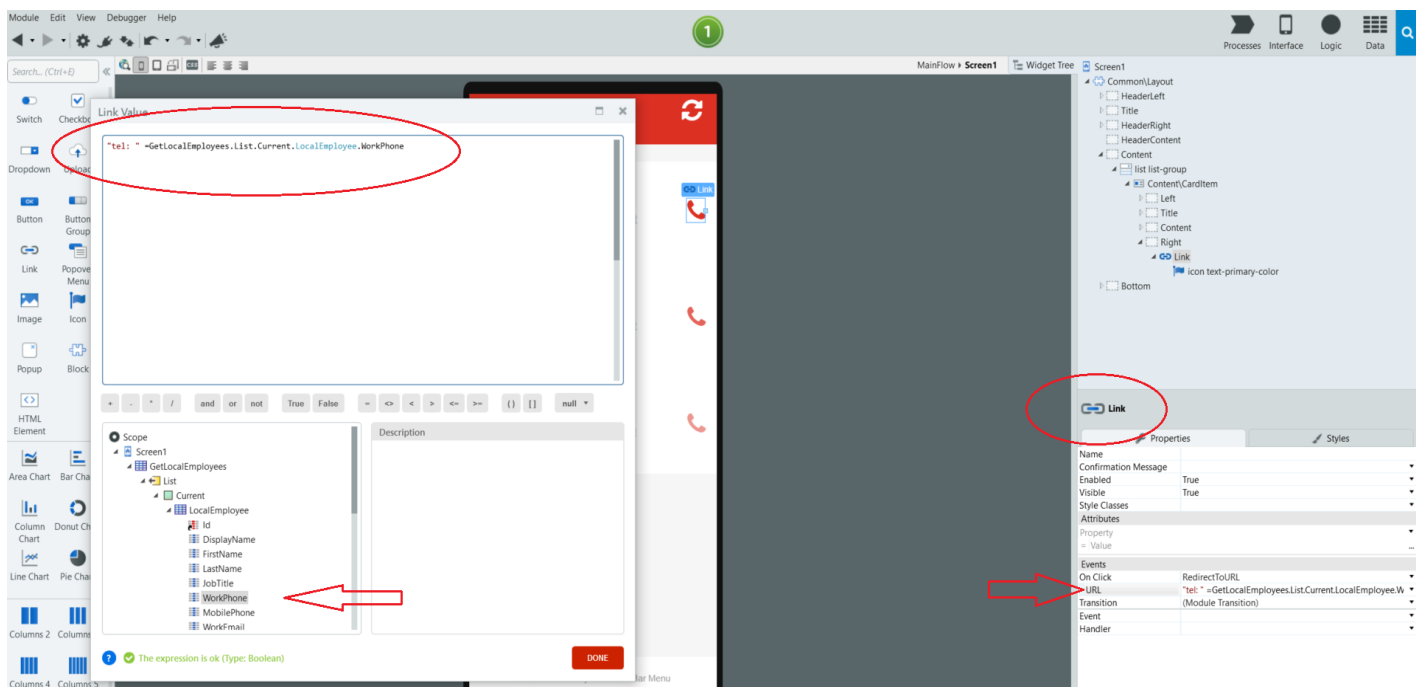 Module Edit View Debugger Help
1
Processes Interface Logic Data
Search... (Ctrl+E)
MainFlow Screen1 Widget Tree
Switch Checkbo
Dropdown Upload
Button Button Group
Link Popove Menu
Image Icon
Popup Block
HTML Element
Area Chart Bar Cha
Column Chart Donut Ch
Line Chart Pie Cha
Columns 2 Columns
Columns 4 Columns 5
Link Value
"tel: " =GetLocalEmployees.List.Current.LocalEmployee.WorkPhone
+ - * / and or not True False = <> < > <= >= () [] null
Scope
Screen1
GetLocalEmployees
List
Current
LocalEmployee
Id
DisplayName
FirstName
LastName
JobTitle
WorkPhone
MobilePhone
WorkEmail
Description
? The expression is ok (Type: Boolean)
DONE
Link
Bar Menu
Screen1
Common\Layout
HeaderLeft
Title
HeaderRight
HeaderContent
Content
list list-group
Content\CardItem
Left
Title
Content
Right
Link
icon text-primary-color
Bottom
Link
Properties Styles
Name
Confirmation Message
Enabled True
Visible True
Style Classes
Attributes
Property
= Value ...
Events
On Click RedirectToURL
URL "tel: " =GetLocalEmployees.List.Current.LocalEmployee.W
Transition (Module Transition)
Event
Handler